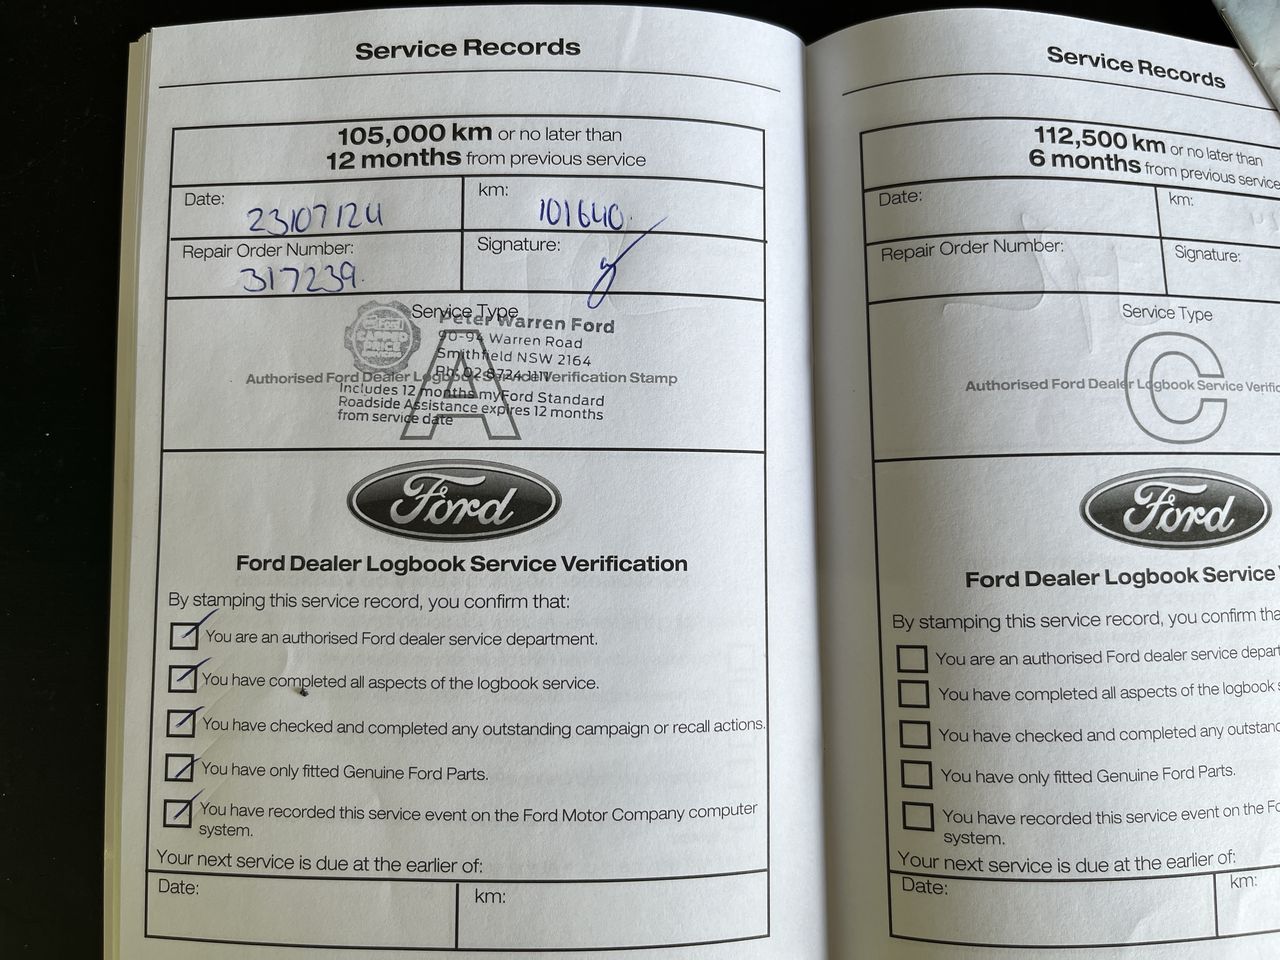 Service Records
105,000 km or no later than
12 months from previous service
Date: 23/07/24
km: 101640.
Repair Order Number: 317239.
Signature:
Service Type
A
Ford
Peter Warren Ford
90-94 Warren Road
Smithfield NSW 2164
Ph: 02 8724 1111
Authorised Ford Dealer Logbook Service Verification Stamp
Includes 12 months myFord Standard
Roadside Assistance expires 12 months
from service date
Ford
Ford Dealer Logbook Service Verification
By stamping this service record, you confirm that:
You are an authorised Ford dealer service department.
You have completed all aspects of the logbook service.
You have checked and completed any outstanding campaign or recall actions.
You have only fitted Genuine Ford Parts.
You have recorded this service event on the Ford Motor Company computer
system.
Your next service is due at the earlier of:
Date:
km:
Service Records
112,500 km or no later than
6 months from previous service
Date:
km:
Repair Order Number:
Signature:
Service Type
C
Authorised Ford Dealer Logbook Service Verific
Ford
Ford Dealer Logbook Service
By stamping this service record, you confirm tha
You are an authorised Ford dealer service depart
You have completed all aspects of the logbook s
You have checked and completed any outstanc
You have only fitted Genuine Ford Parts.
You have recorded this service event on the Fo
system.
Your next service is due at the earlier of:
Date:
km: